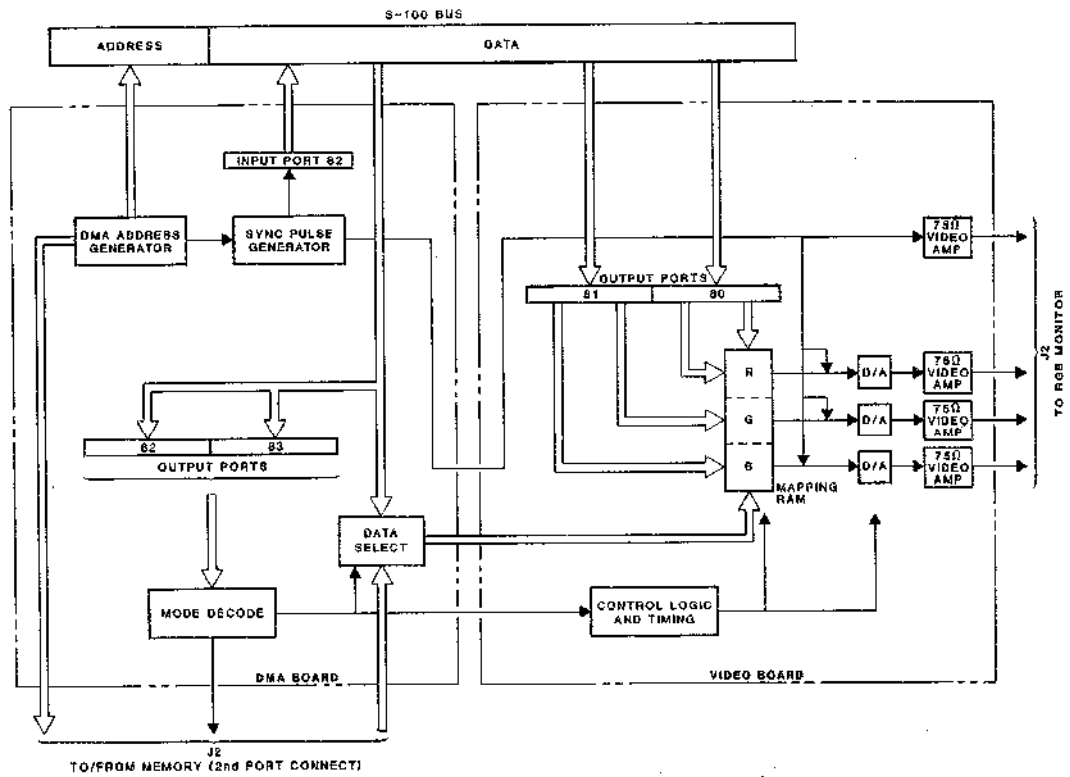 S-100 BUS
ADDRESS
DATA
INPUT PORT 82
DMA ADDRESS
GENERATOR
SYNC PULSE
GENERATOR
75Ω
VIDEO
AMP
OUTPUT PORTS
81
80
J2
TO RGB MONITOR
R
D/A
75Ω
VIDEO
AMP
G
D/A
75Ω
VIDEO
AMP
B
D/A
75Ω
VIDEO
AMP
MAPPING
RAM
82
83
OUTPUT PORTS
DATA
SELECT
MODE DECODE
CONTROL LOGIC
AND TIMING
DMA BOARD
VIDEO BOARD
J2
TO/FROM MEMORY (2nd PORT CONNECT)